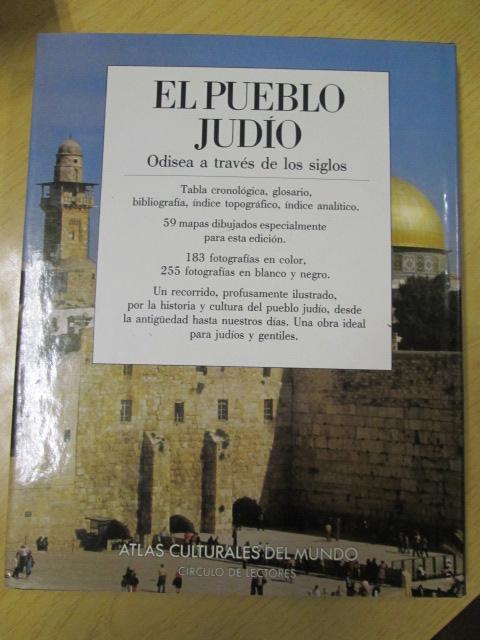 EL PUEBLO
JUDÍO
Odisea a través de los siglos
Tabla cronológica, glosario,
bibliografía, índice topográfico, índice analítico.
59 mapas dibujados especialmente
para esta edición.
183 fotografías en color,
255 fotografías en blanco y negro.
Un recorrido, profusamente ilustrado,
por la historia y cultura del pueblo judío, desde
la antigüedad hasta nuestros días. Una obra ideal
para judíos y gentiles.
ATLAS CULTURALES DEL MUNDO
CIRCULO DE LECTORES